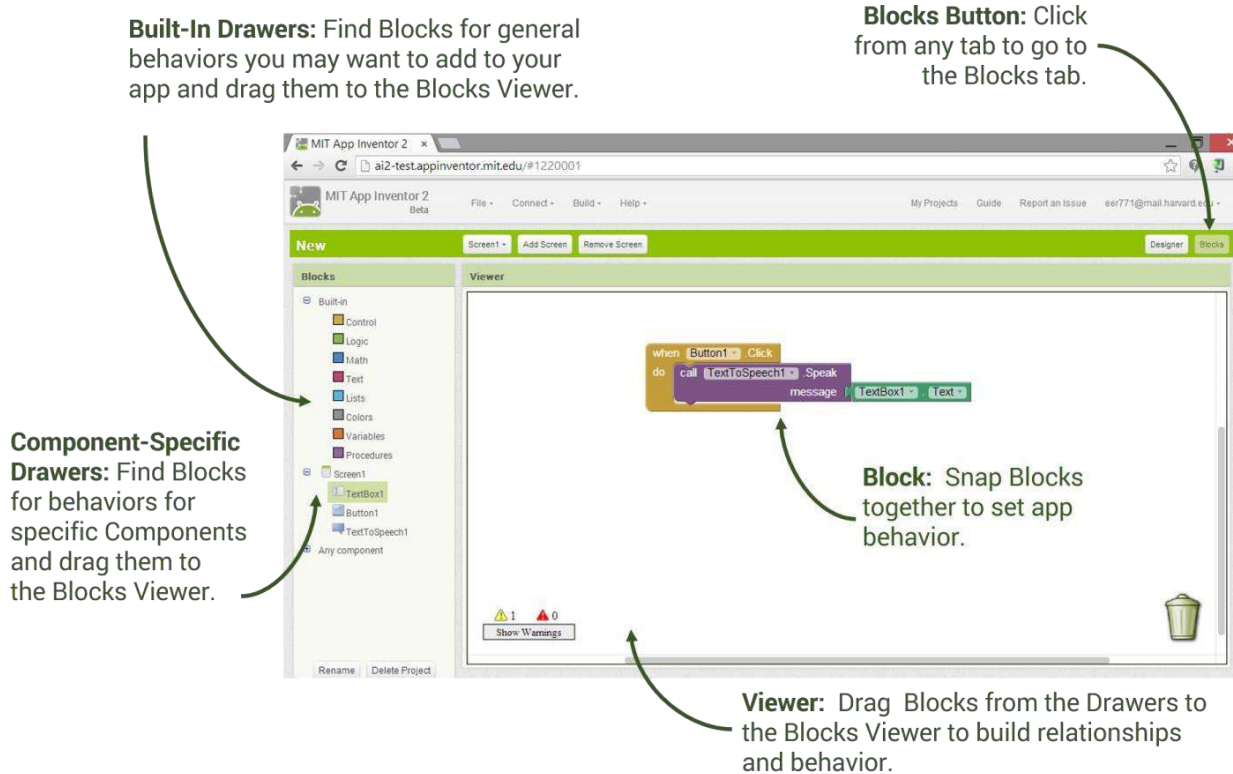 Built-In Drawers: Find Blocks for general
behaviors you may want to add to your
app and drag them to the Blocks Viewer.
Blocks Button: Click
from any tab to go to
the Blocks tab.
MIT App Inventor 2
ai2-test.appinventor.mit.edu/#1220001
MIT App Inventor 2
Beta
File Connect Build Help My Projects Guide Report an Issue eer771@mail.harvard.edu
New Screen1 Add Screen Remove Screen Designer Blocks
Blocks Viewer
Built-in
Control
Logic
Math
Text
Lists
Colors
Variables
Procedures
Screen1
TextBox1
Button1
TextToSpeech1
Any component
Rename Delete Project
when Button1 .Click
do call TextToSpeech1 .Speak
message TextBox1 . Text
1 0
Show Warnings
Component-Specific
Drawers: Find Blocks
for behaviors for
specific Components
and drag them to
the Blocks Viewer.
Block: Snap Blocks
together to set app
behavior.
Viewer: Drag Blocks from the Drawers to
the Blocks Viewer to build relationships
and behavior.